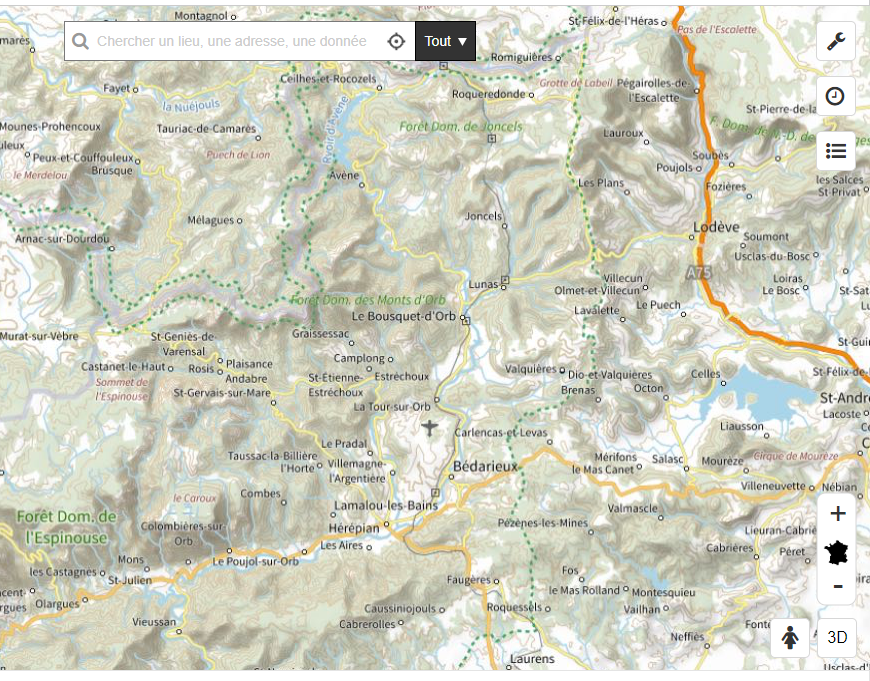 Montagnol
St-Félix-de-l'Héras
Pas de l'Escalette
Chercher un lieu, une adresse, une donnée
Tout ▼
Romiguières
Ceilhes-et-Rocozels
Fayet
la Nuéjouls
Roqueredonde
Grotte de Labeil
Pégairolles-de-
l'Escalette
St-Pierre-de-la
Mounes-Prohencoux
Tauriac-de-Camarès
Forêt Dom. de Joncels
Lauroux
Peux-et-Couffouleux
Puech de Lion
le Merdelou
Brusque
Avène
Soubès
Poujols
Les Plans
Fozières
les Salces
St-Privat
Mélagues
Joncels
Lodève
Arnac-sur-Dourdou
Soumont
Usclas-du-Bosc
A75
Lunas
Villecun
Olmet-et-Villecun
Loiras
Le Bosc
Forêt Dom. des Monts d'Orb
Le Bousquet-d'Orb
Lavalette
Le Puech
Murat-sur-Vèbre
St-Geniès-de-
Varensal
Graissessac
Castanet-le-Haut
Rosis
Plaisance
Andabre
Camplong
Sommet de
l'Espinouse
St-Gervais-sur-Mare
St-Étienne-
Estréchoux
Estréchoux
Valquières
Dio-et-Valquières
Brenas
Octon
Celles
La Tour-sur-Orb
Liausson
Lacoste
Le Pradal
Carlencas-et-Levas
Taussac-la-Billière
l'Horte
Villemagne-
l'Argentière
Bédarieux
Mérifons
le Mas Canet
Salasc
Mourèze
Cirque de Mourèze
Villeneuvette
Nébian
le Caroux
Combes
Lamalou-les-Bains
Valmascle
Forêt Dom. de
l'Espinouse
Colombières-sur-
Orb
Hérépian
Pézènes-les-Mines
Les Aires
Cabrières
Péret
Mons
Le Poujol-sur-Orb
les Castagnès
St-Julien
Faugères
Fos
le Mas Rolland
Montesquieu
Olargues
Caussiniojouls
Roquessels
Vailhan
Vieussan
Cabrerolles
Neffiès
3D
Laurens